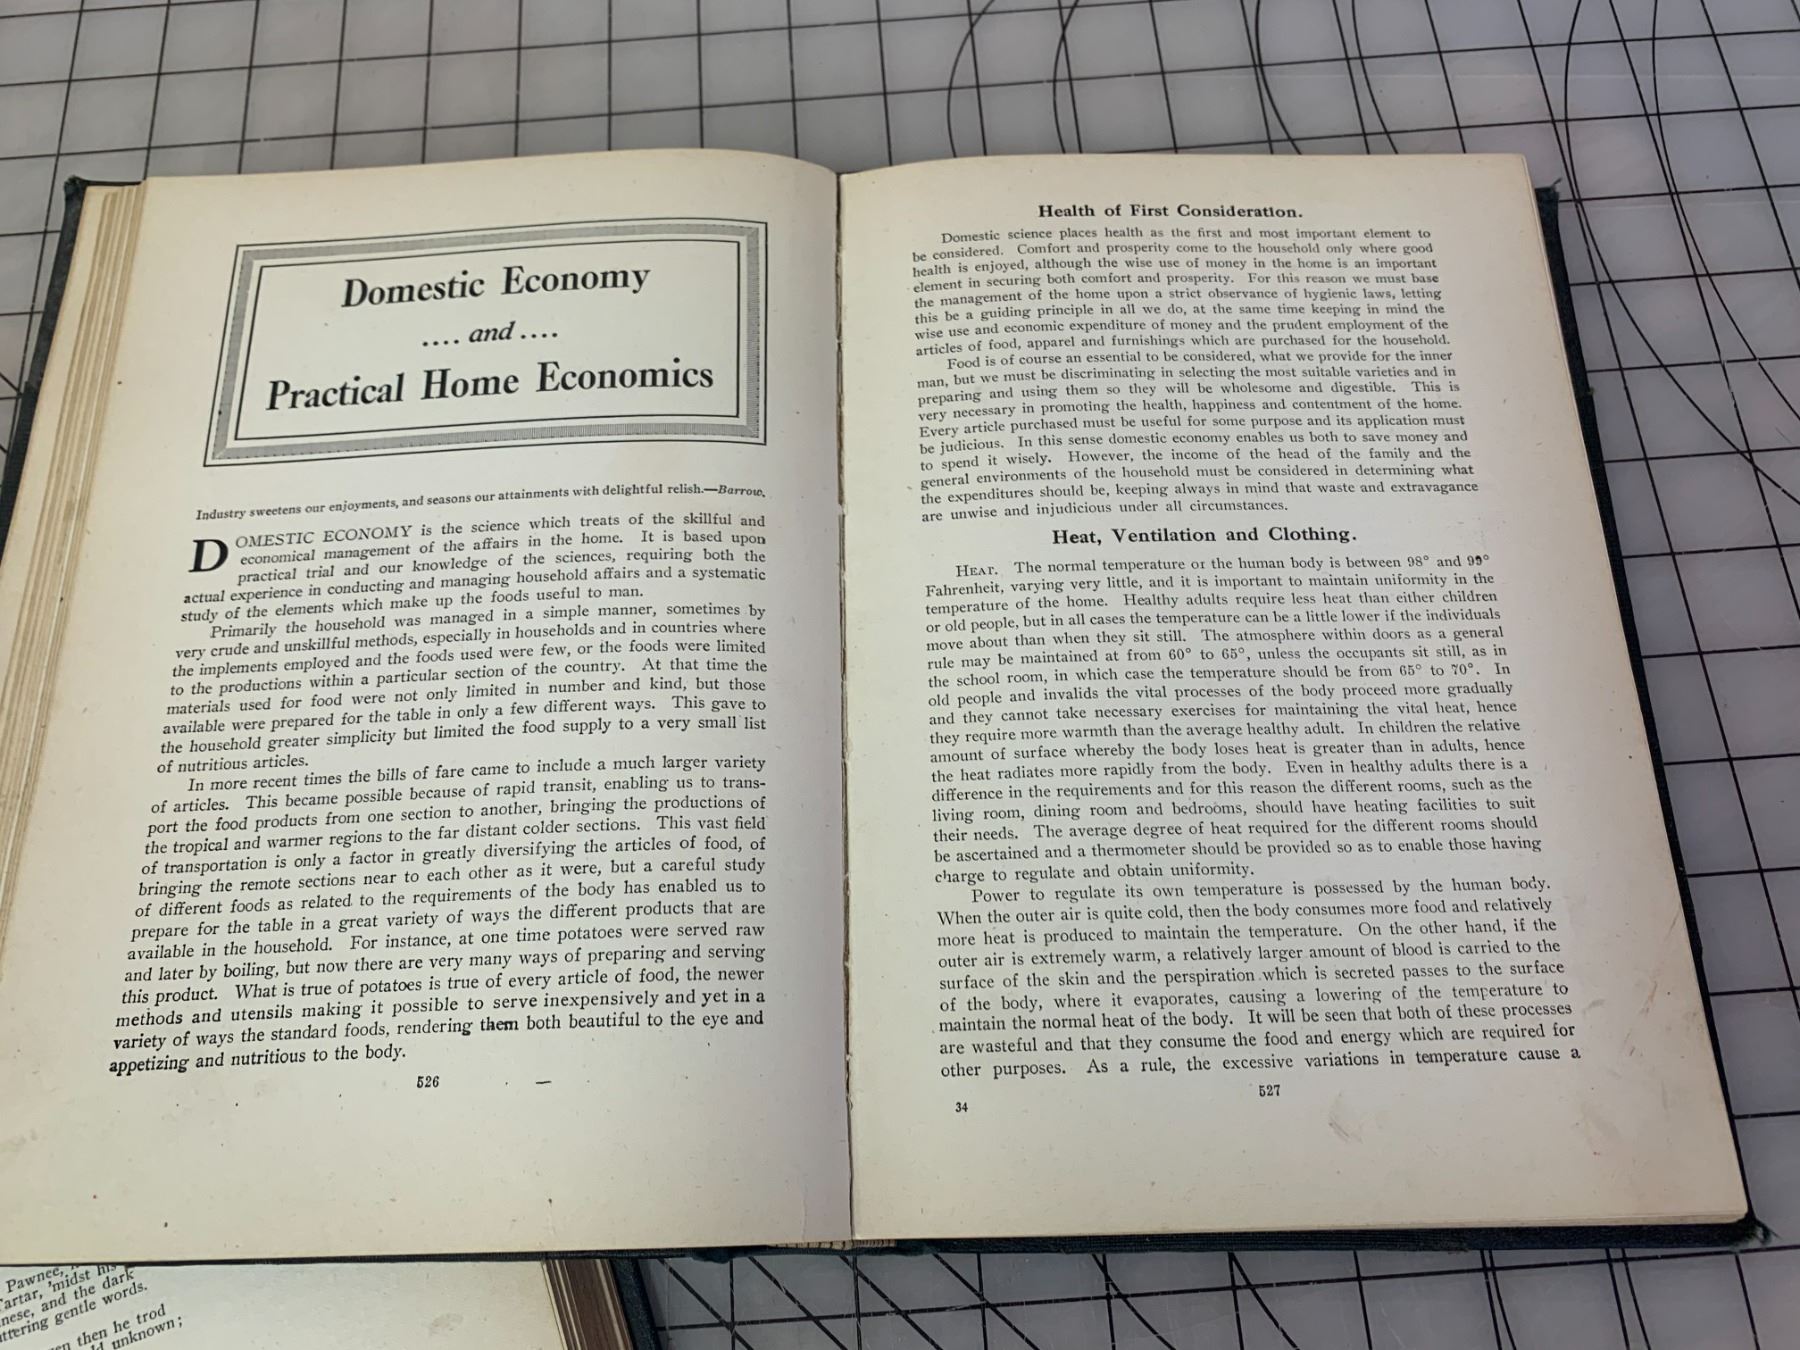 Domestic Economy
.... and ....
Practical Home Economics
Industry sweetens our enjoyments, and seasons our attainments with delightful relish.—Barrow.
DOMESTIC ECONOMY is the science which treats of the skillful and
economical management of the affairs in the home. It is based upon
practical trial and our knowledge of the sciences, requiring both the
actual experience in conducting and managing household affairs and a systematic
study of the elements which make up the foods useful to man.
Primarily the household was managed in a simple manner, sometimes by
very crude and unskillful methods, especially in households and in countries where
the implements employed and the foods used were few, or the foods were limited
to the productions within a particular section of the country. At that time the
materials used for food were not only limited in number and kind, but those
available were prepared for the table in only a few different ways. This gave to
the household greater simplicity but limited the food supply to a very small list
of nutritious articles.
In more recent times the bills of fare came to include a much larger variety
of articles. This became possible because of rapid transit, enabling us to trans-
port the food products from one section to another, bringing the productions of
the tropical and warmer regions to the far distant colder sections. This vast field
of transportation is only a factor in greatly diversifying the articles of food, of
bringing the remote sections near to each other as it were, but a careful study
of different foods as related to the requirements of the body has enabled us to
prepare for the table in a great variety of ways the different products that are
available in the household. For instance, at one time potatoes were served raw
and later by boiling, but now there are very many ways of preparing and serving
this product. What is true of potatoes is true of every article of food, the newer
methods and utensils making it possible to serve inexpensively and yet in a
variety of ways the standard foods, rendering them both beautiful to the eye and
appetizing and nutritious to the body.
526
Health of First Consideration.
Domestic science places health as the first and most important element to
be considered. Comfort and prosperity come to the household only where good
health is enjoyed, although the wise use of money in the home is an important
element in securing both comfort and prosperity. For this reason we must base
the management of the home upon a strict observance of hygienic laws, letting
this be a guiding principle in all we do, at the same time keeping in mind the
wise use and economic expenditure of money and the prudent employment of the
articles of food, apparel and furnishings which are purchased for the household.
Food is of course an essential to be considered, what we provide for the inner
man, but we must be discriminating in selecting the most suitable varieties and in
preparing and using them so they will be wholesome and digestible. This is
very necessary in promoting the health, happiness and contentment of the home.
Every article purchased must be useful for some purpose and its application must
be judicious. In this sense domestic economy enables us both to save money and
to spend it wisely. However, the income of the head of the family and the
general environments of the household must be considered in determining what
the expenditures should be, keeping always in mind that waste and extravagance
are unwise and injudicious under all circumstances.
Heat, Ventilation and Clothing.
HEAT. The normal temperature of the human body is between 98° and 99°
Fahrenheit, varying very little, and it is important to maintain uniformity in the
temperature of the home. Healthy adults require less heat than either children
or old people, but in all cases the temperature can be a little lower if the individuals
move about than when they sit still. The atmosphere within doors as a general
rule may be maintained at from 60° to 65°, unless the occupants sit still, as in
the school room, in which case the temperature should be from 65° to 70°. In
old people and invalids the vital processes of the body proceed more gradually
and they cannot take necessary exercises for maintaining the vital heat, hence
they require more warmth than the average healthy adult. In children the relative
amount of surface whereby the body loses heat is greater than in adults, hence
the heat radiates more rapidly from the body. Even in healthy adults there is a
difference in the requirements and for this reason the different rooms, such as the
living room, dining room and bedrooms, should have heating facilities to suit
their needs. The average degree of heat required for the different rooms should
be ascertained and a thermometer should be provided so as to enable those having
charge to regulate and obtain uniformity.
Power to regulate its own temperature is possessed by the human body.
When the outer air is quite cold, then the body consumes more food and relatively
more heat is produced to maintain the temperature. On the other hand, if the
outer air is extremely warm, a relatively larger amount of blood is carried to the
surface of the skin and the perspiration which is secreted passes to the surface
of the body, where it evaporates, causing a lowering of the temperature to
maintain the normal heat of the body. It will be seen that both of these processes
are wasteful and that they consume the food and energy which are required for
other purposes. As a rule, the excessive variations in temperature cause a
527
34
Pawnee,
'midst his
and the dark
gentle words.
then he trod
unknown;